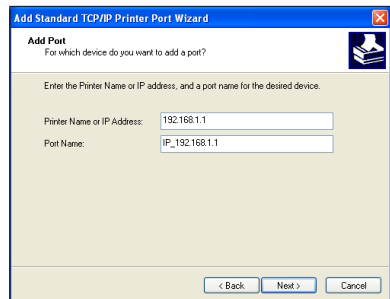 Add Standard TCP/IP Printer Port Wizard
Add Port
For which device do you want to add a port?
Enter the Printer Name or IP address, and a port name for the desired device.
Printer Name or IP Address: 192.168.1.1
Port Name: IP_192.168.1.1
< Back Next > Cancel